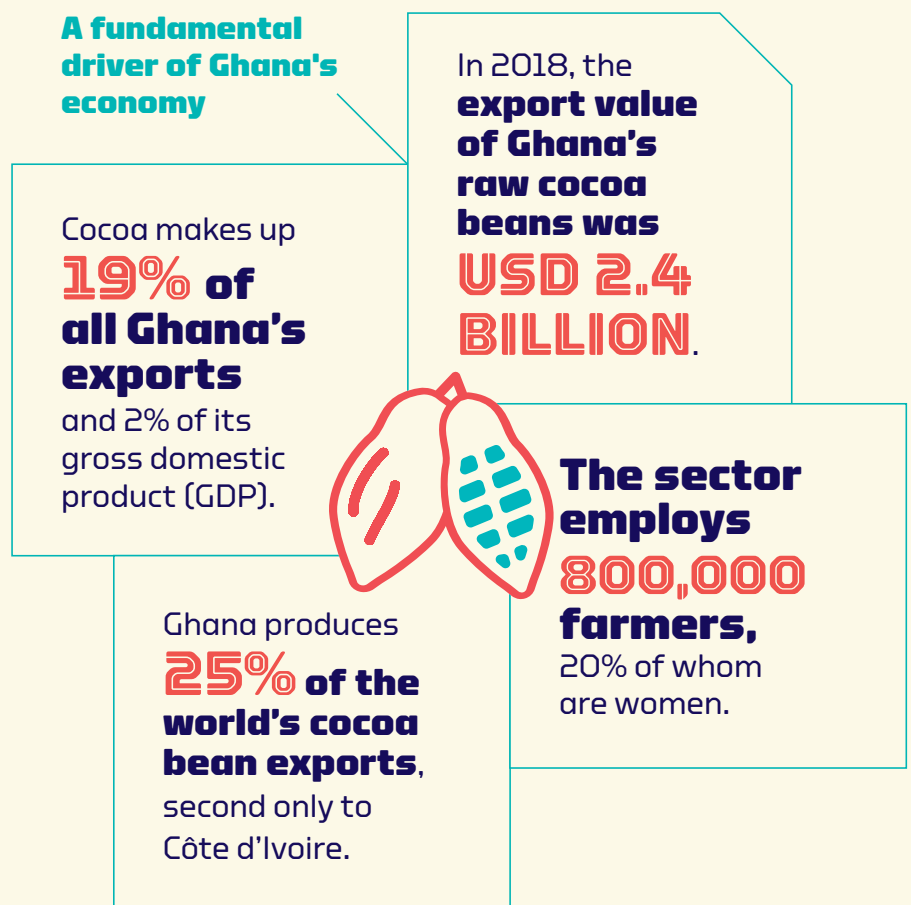 A fundamental
driver of Ghana's
economy
In 2018, the
export value
of Ghana’s
raw cocoa
beans was
USD 2.4
BILLION.
Cocoa makes up
19% of
all Ghana’s
exports
and 2% of its
gross domestic
product (GDP).
The sector
employs
800,000
farmers,
20% of whom
are women.
Ghana produces
25% of the
world’s cocoa
bean exports,
second only to
Côte d’Ivoire.